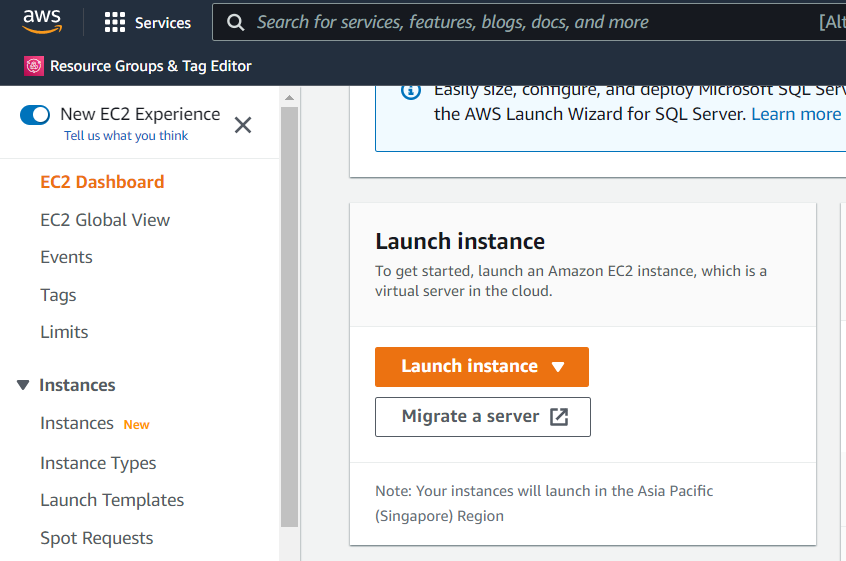 aws
Services
Search for services, features, blogs, docs, and more
[Alt
Resource Groups & Tag Editor
New EC2 Experience
Tell us what you think
EC2 Dashboard
EC2 Global View
Events
Tags
Limits
Instances
Instances New
Instance Types
Launch Templates
Spot Requests
Easily size, configure, and deploy Microsoft SQL Serv
the AWS Launch Wizard for SQL Server. Learn more
Launch instance
To get started, launch an Amazon EC2 instance, which is a
virtual server in the cloud.
Launch instance
Migrate a server
Note: Your instances will launch in the Asia Pacific
(Singapore) Region